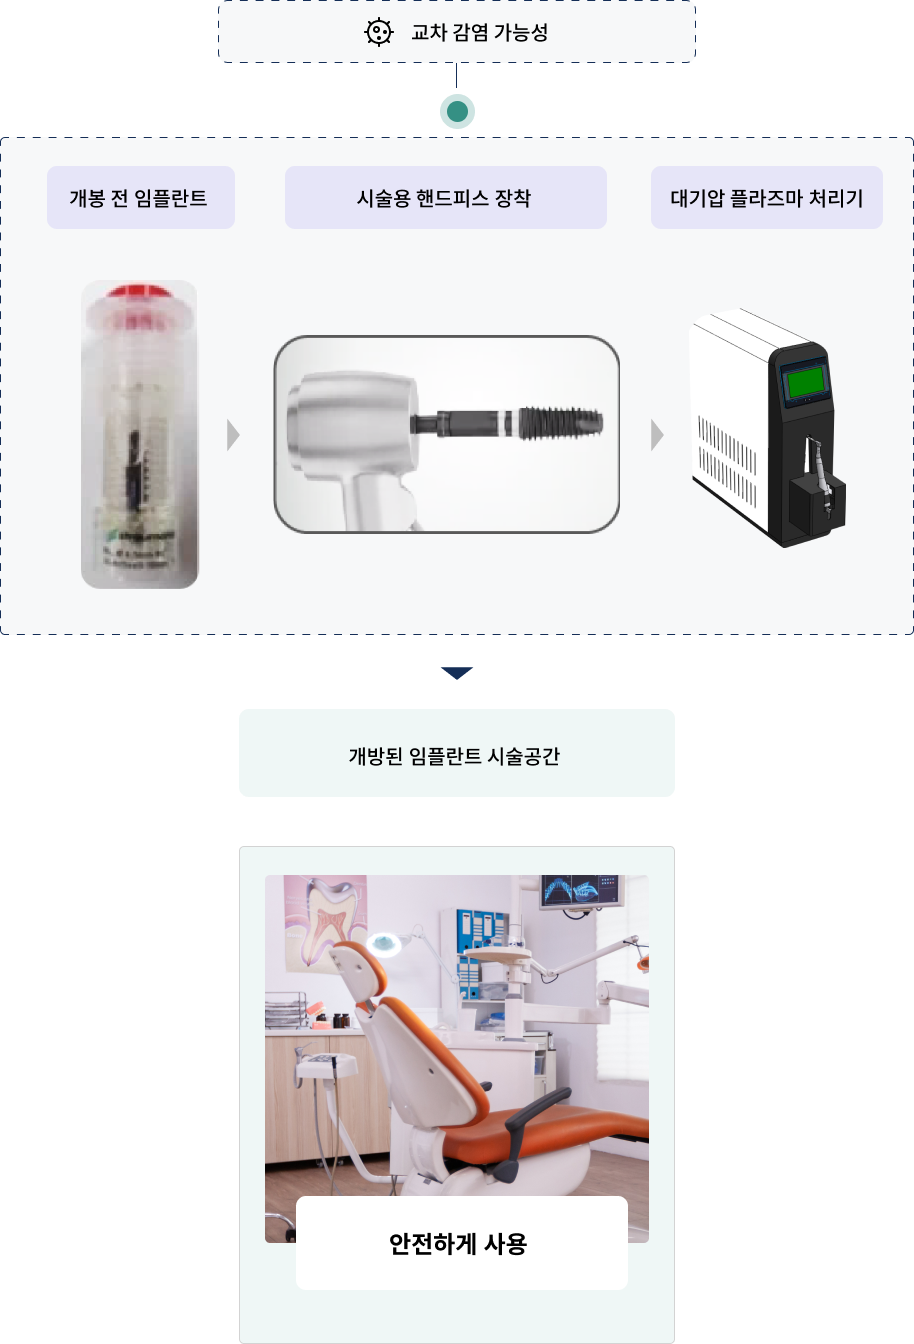 교차 감염 가능성
개봉 전 임플란트
시술용 핸드피스 장착
대기압 플라즈마 처리기
개방된 임플란트 시술공간
안전하게 사용